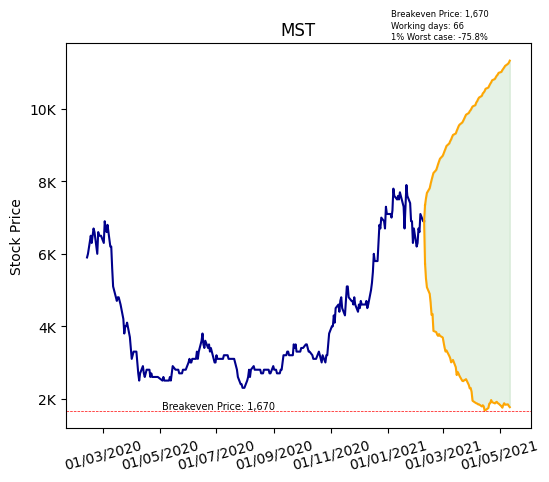 Breakeven Price: 1,670
Working days: 66
1% Worst case: -75.8%
MST
Stock Price
10K
8K
6K
4K
2K
Breakeven Price: 1,670
01/03/2020
01/05/2020
01/07/2020
01/09/2020
01/11/2020
01/01/2021
01/03/2021
01/05/2021